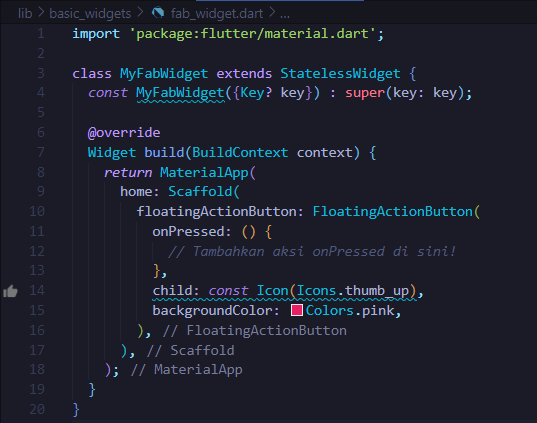 lib > basic_widgets > fab_widget.dart > ...
1 import 'package:flutter/material.dart';
2
3 class MyFabWidget extends StatelessWidget {
4   const MyFabWidget({Key? key}) : super(key: key);
5
6   @override
7   Widget build(BuildContext context) {
8     return MaterialApp(
9       home: Scaffold(
10         floatingActionButton: FloatingActionButton(
11           onPressed: () {
12             // Tambahkan aksi onPressed di sini!
13           },
14           child: const Icon(Icons.thumb_up),
15           backgroundColor: Colors.pink,
16         ), // FloatingActionButton
17       ), // Scaffold
18     ); // MaterialApp
19   }
20 }